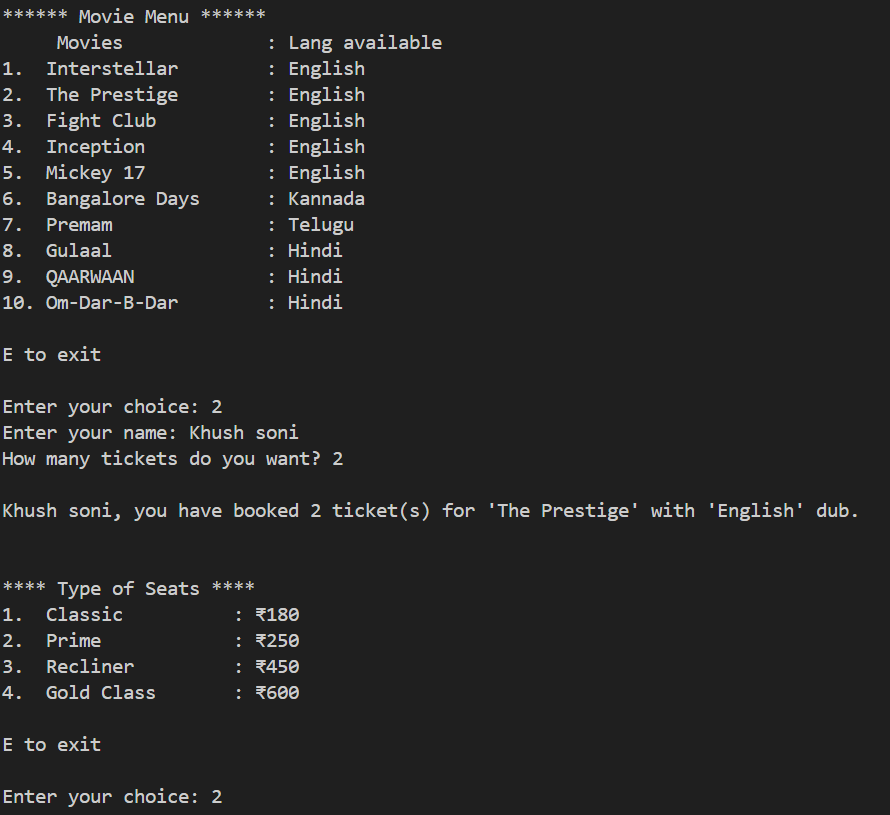 ****** Movie Menu ******
     Movies             : Lang available
1.  Interstellar        : English
2.  The Prestige        : English
3.  Fight Club          : English
4.  Inception           : English
5.  Mickey 17           : English
6.  Bangalore Days      : Kannada
7.  Premam              : Telugu
8.  Gulaal              : Hindi
9.  QAARWAAN            : Hindi
10. Om-Dar-B-Dar        : Hindi

E to exit

Enter your choice: 2
Enter your name: Khush soni
How many tickets do you want? 2

Khush soni, you have booked 2 ticket(s) for 'The Prestige' with 'English' dub.


**** Type of Seats ****
1.  Classic          : ₹180
2.  Prime            : ₹250
3.  Recliner         : ₹450
4.  Gold Class       : ₹600

E to exit

Enter your choice: 2